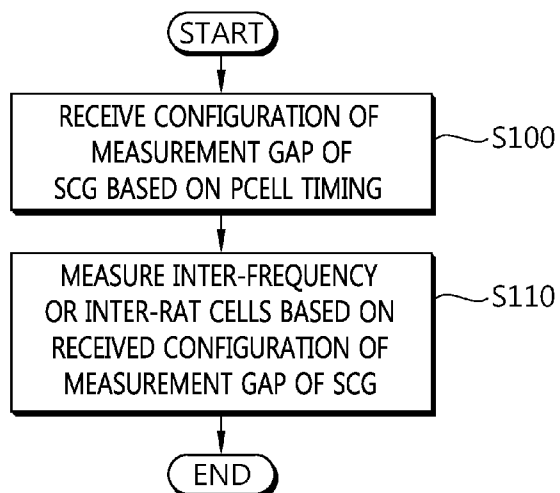 START
RECEIVE CONFIGURATION OF
MEASUREMENT GAP OF
SCG BASED ON PCELL TIMING
S100
MEASURE INTER-FREQUENCY
OR INTER-RAT CELLS BASED ON
RECEIVED CONFIGURATION OF
MEASUREMENT GAP OF SCG
S110
END